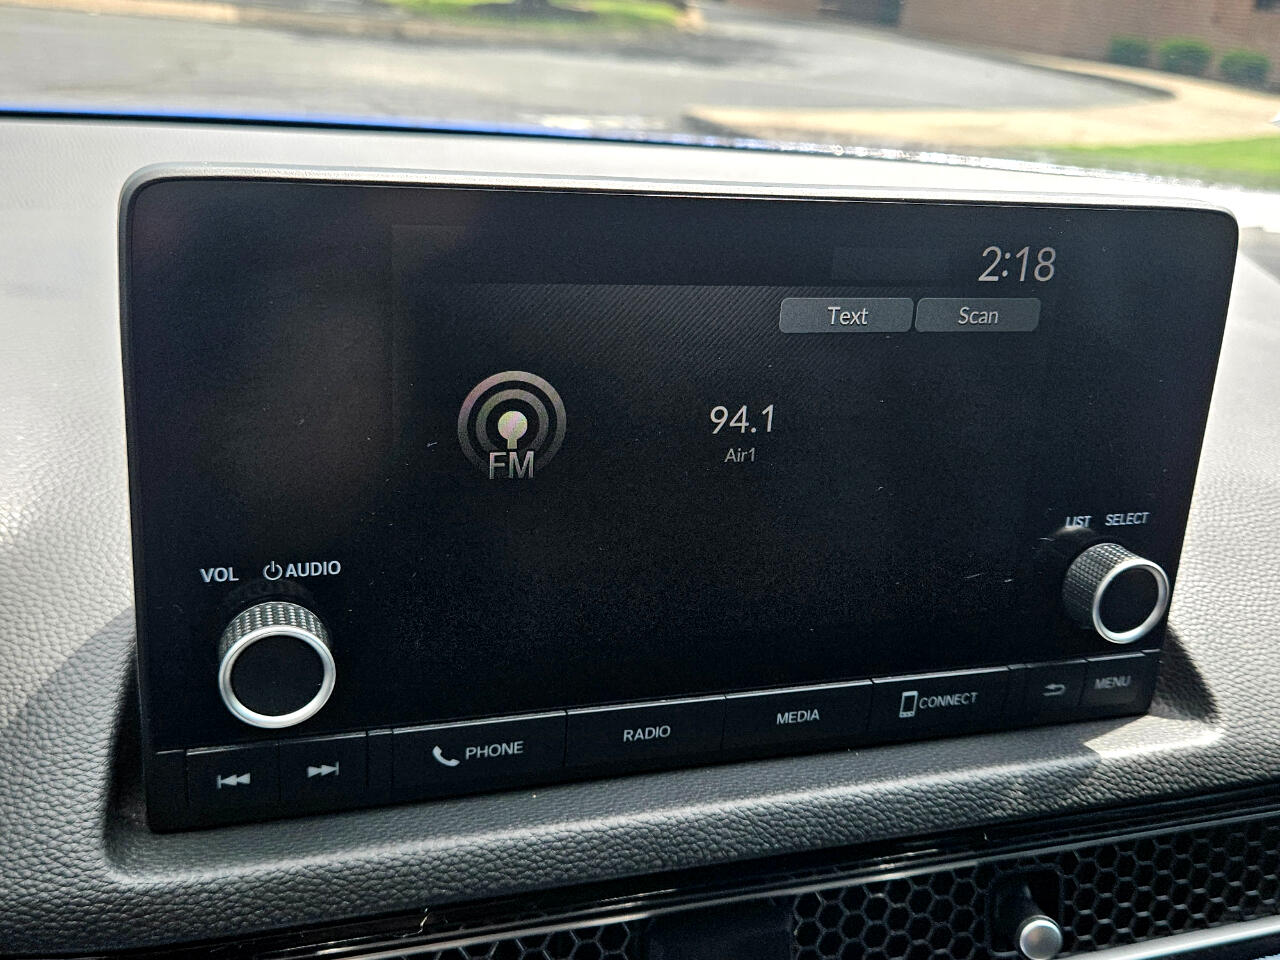 2:18
Text Scan
94.1
Air1
FM
LIST SELECT
VOL AUDIO
PHONE RADIO MEDIA CONNECT MENU